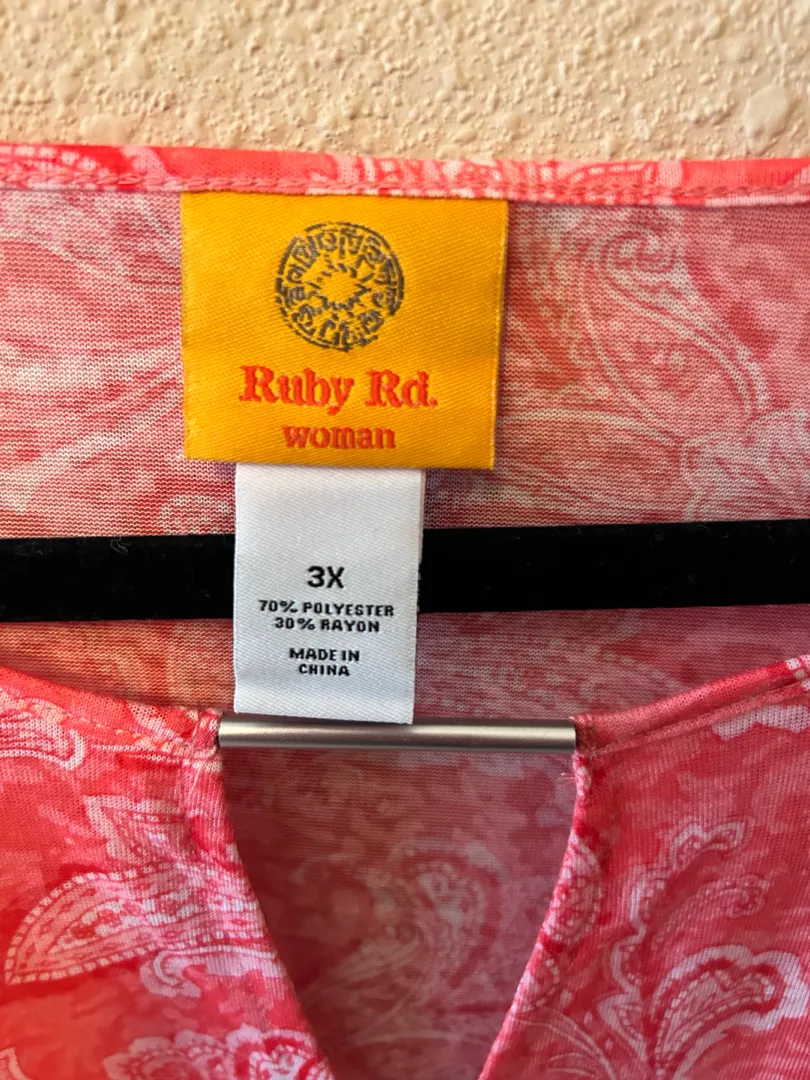 Ruby Rd.
woman
3X
70% POLYESTER
30% RAYON
MADE IN
CHINA